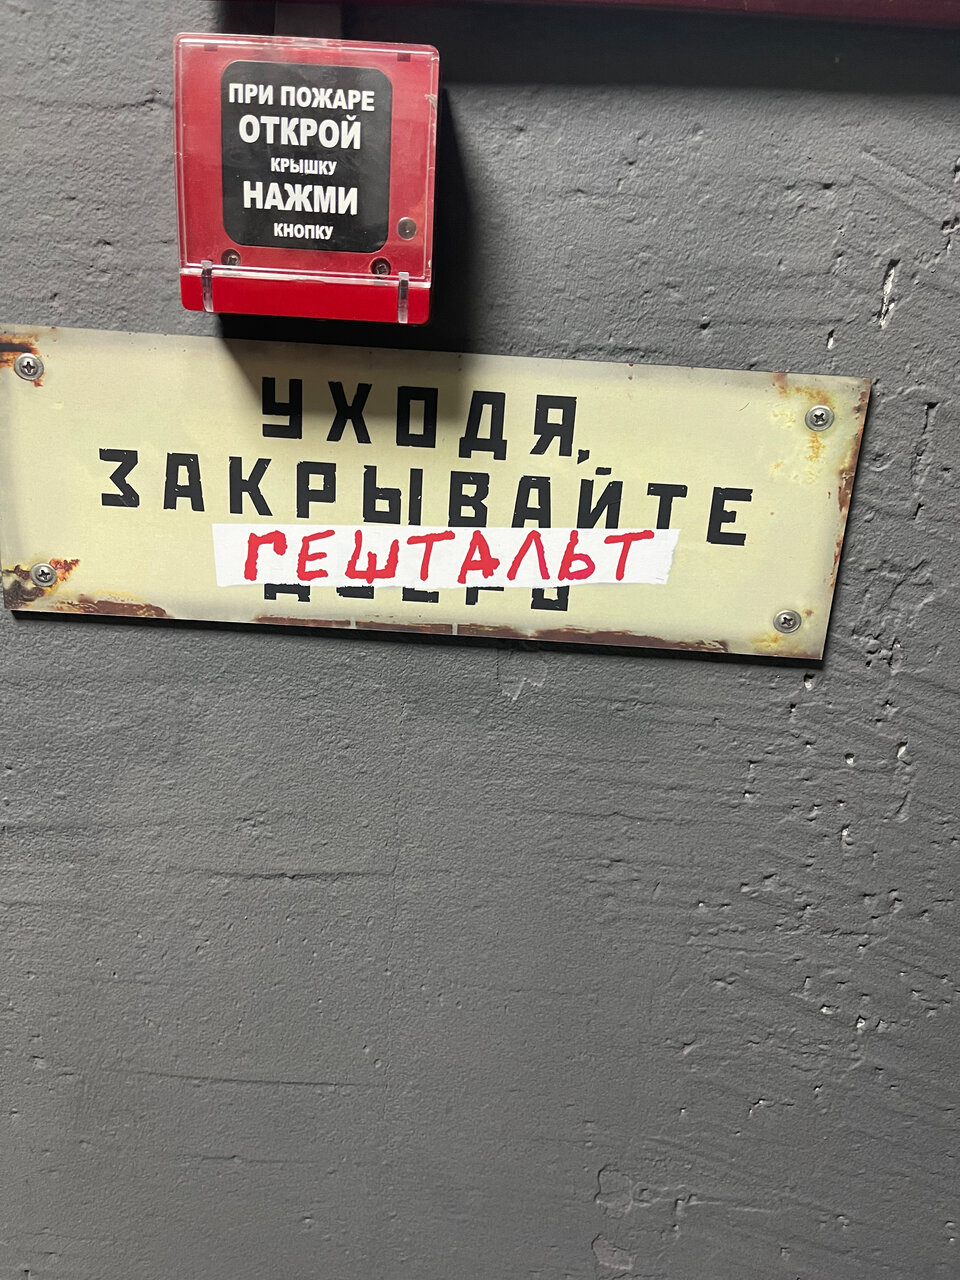 ПРИ ПОЖАРЕ
ОТКРОЙ
КРЫШКУ
НАЖМИ
КНОПКУ
УХОДЯ,
ЗАКРЫВАЙТЕ
ГЕШТАЛЬТ